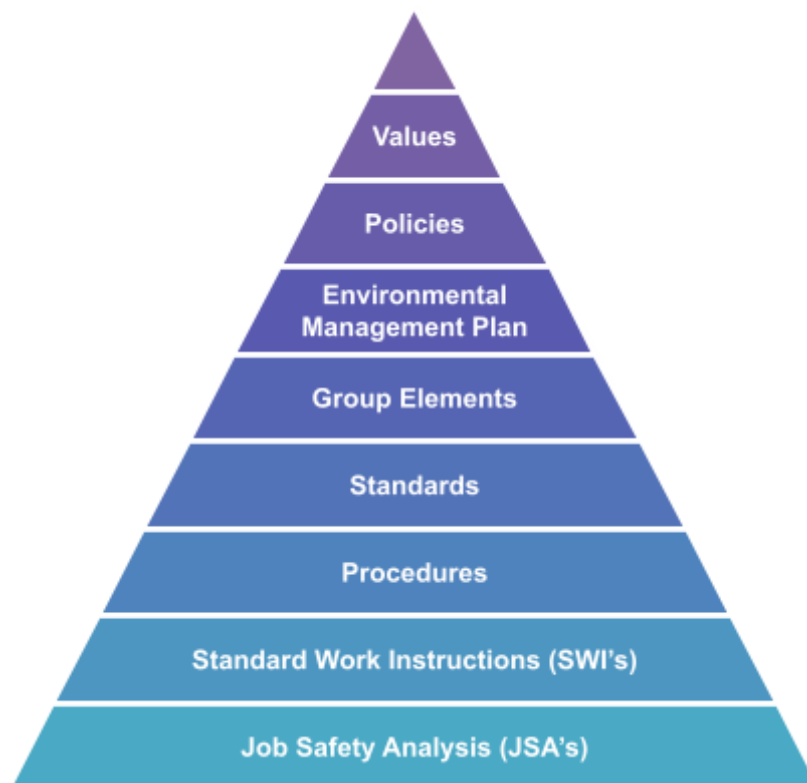 Values
Policies
Environmental
Management Plan
Group Elements
Standards
Procedures
Standard Work Instructions (SWI’s)
Job Safety Analysis (JSA’s)